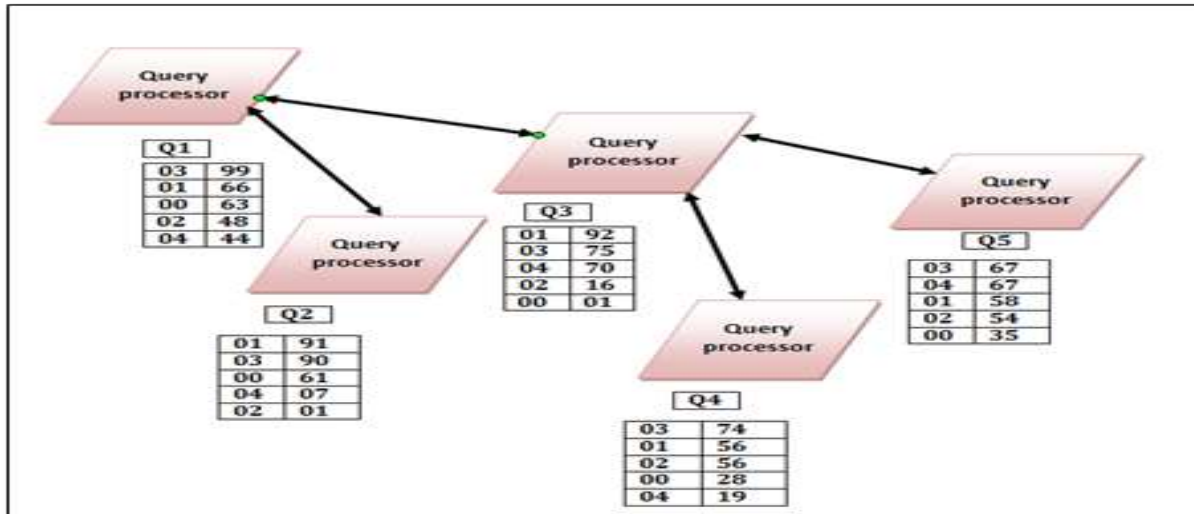 Query
processor
Q1
03 99
01 66
00 63
02 48
04 44
Query
processor
Q2
01 91
03 90
00 61
04 07
02 01
Query
processor
Q3
01 92
03 75
04 70
02 16
00 01
Query
processor
Q4
03 74
01 56
02 56
00 28
04 19
Query
processor
Q5
03 67
04 67
01 58
02 54
00 35